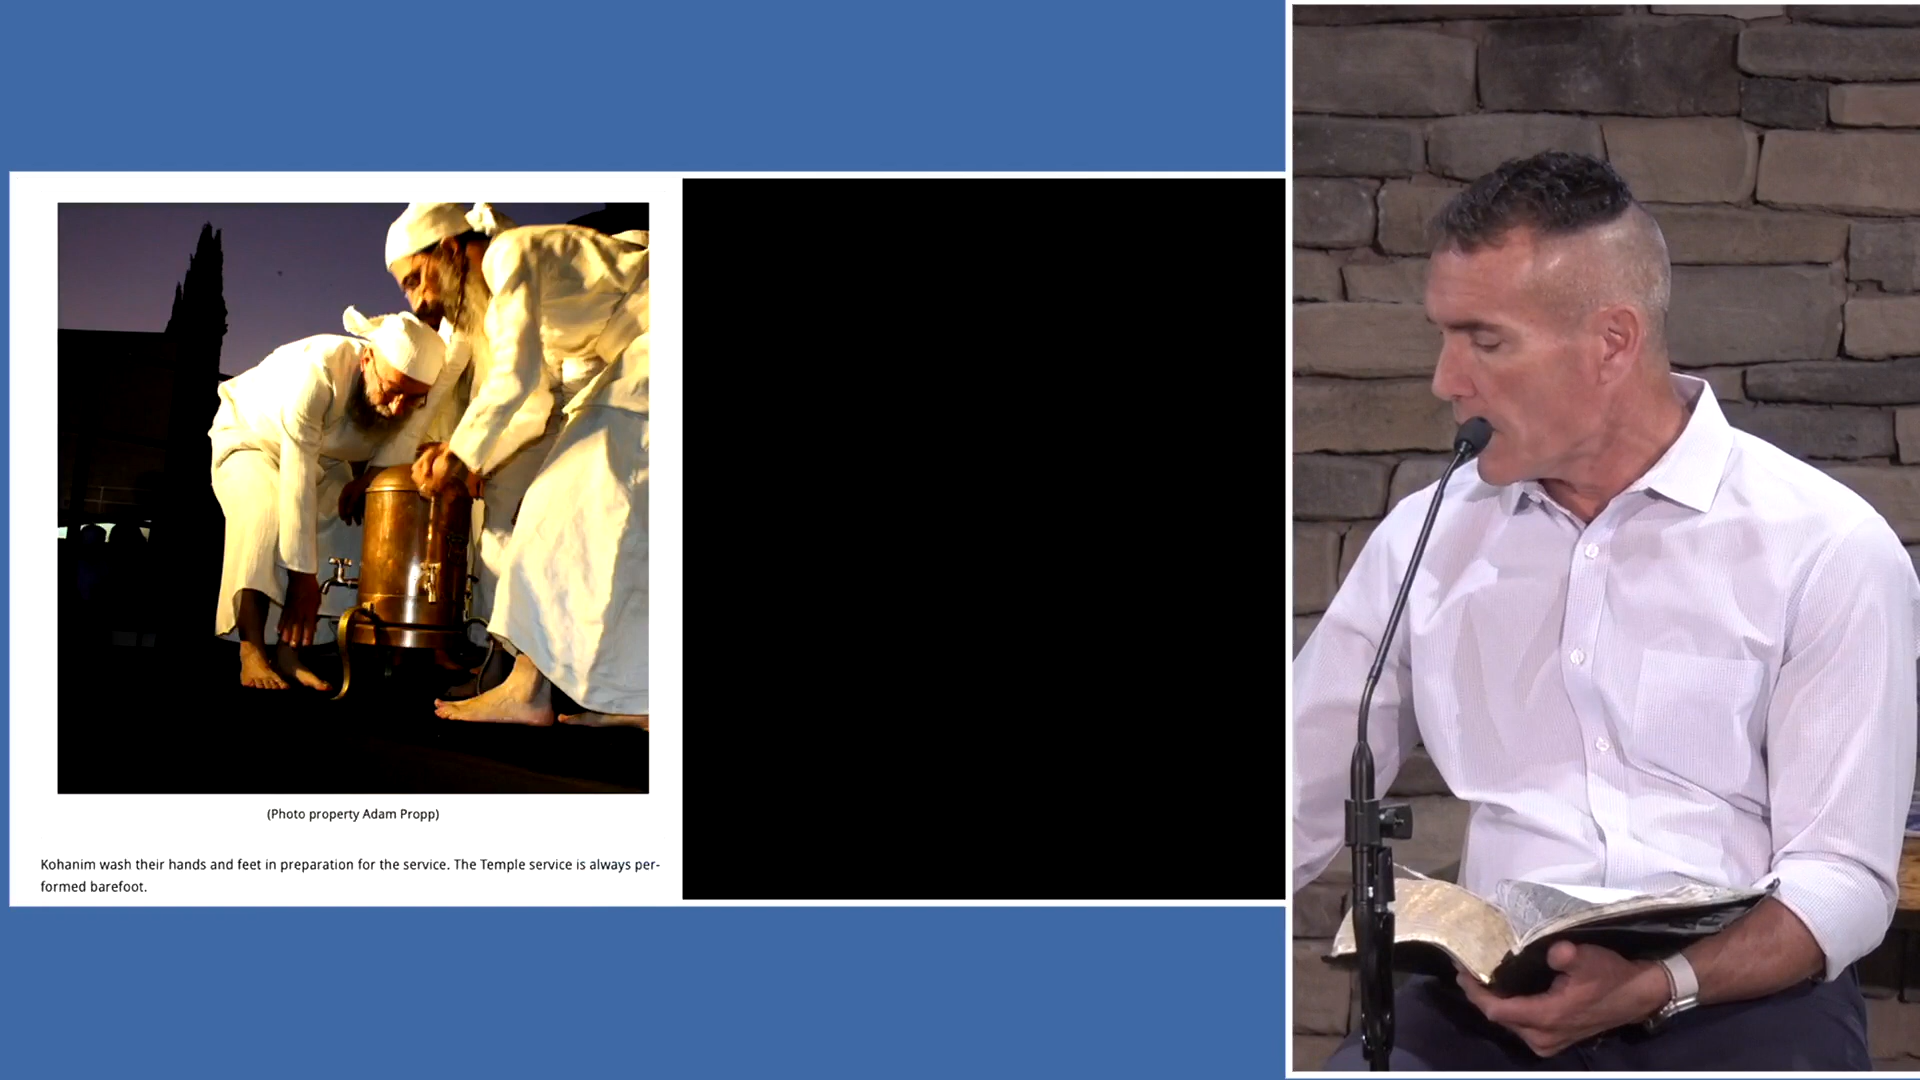 (Photo property Adam Propp)
Kohanim wash their hands and feet in preparation for the service. The Temple service is always per-
formed barefoot.